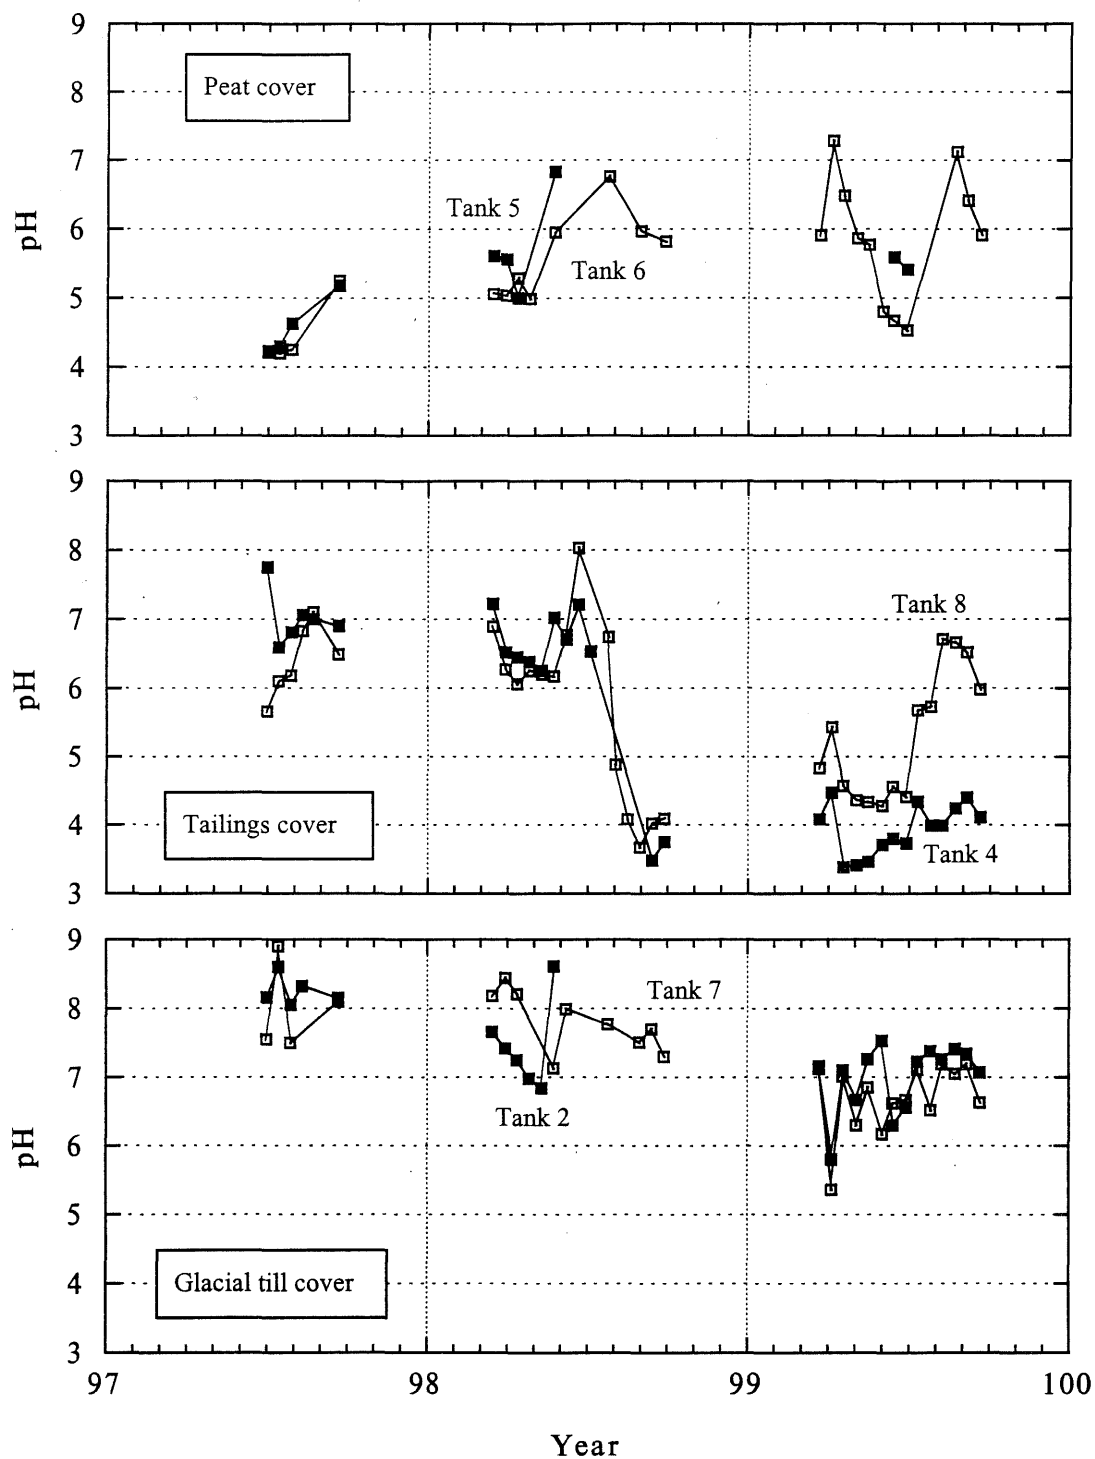 9
Peat cover
8
7
Tank 5
6
Tank 6
5
4
3
pH
9
8
7
Tank 8
6
5
Tailings cover
4
Tank 4
3
pH
9
Tank 7
8
7
Tank 2
6
5
Glacial till cover
4
3
pH
97 98 99 100
Year